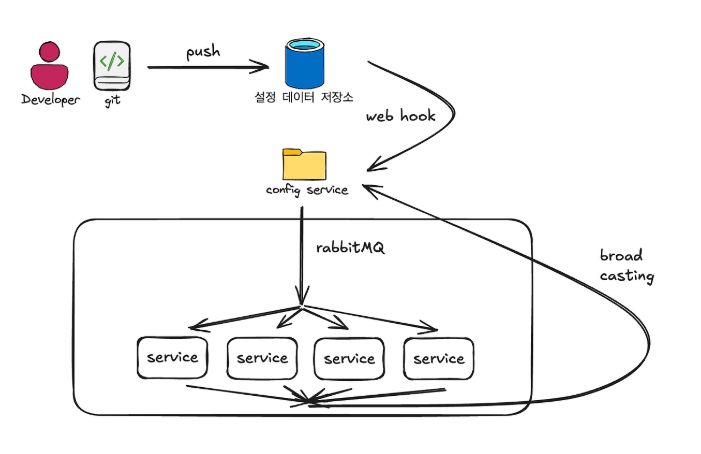 push
Developer
git
설정 데이터 저장소
web hook
config service
rabbitMQ
broad
casting
service
service
service
service